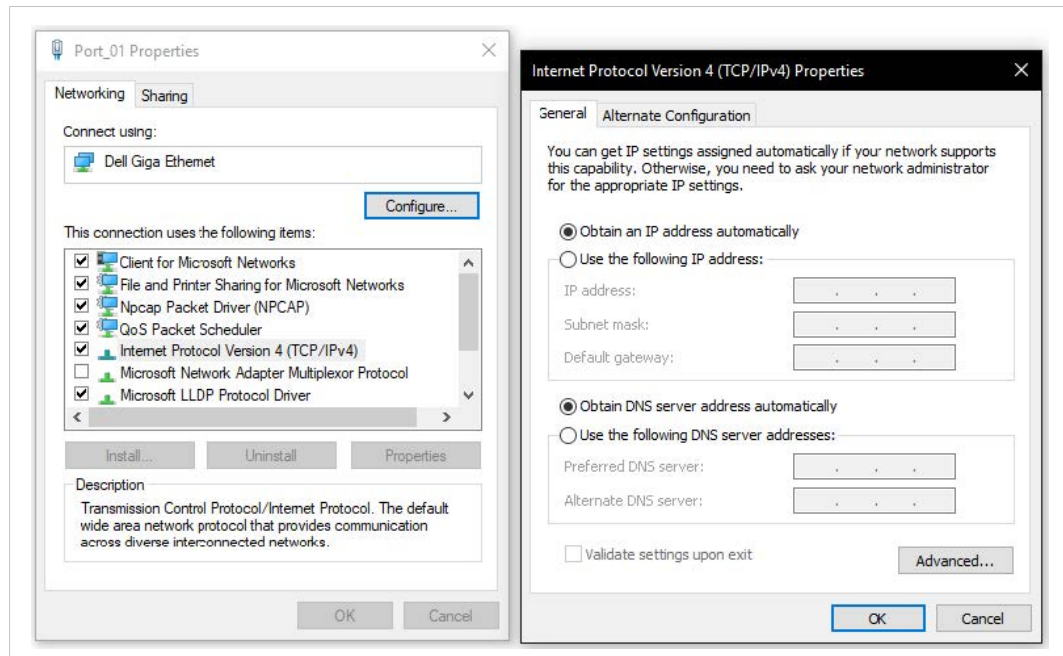 Port_01 Properties
Networking
Sharing
Connect using:
Dell Giga Ethernet
Configure...
This connection uses the following items:
Client for Microsoft Networks
File and Printer Sharing for Microsoft Networks
Npcap Packet Driver (NPCAP)
QoS Packet Scheduler
Internet Protocol Version 4 (TCP/IPv4)
Microsoft Network Adapter Multiplexor Protocol
Microsoft LLDP Protocol Driver
Install...
Uninstall
Properties
Description
Transmission Control Protocol/Internet Protocol. The default
wide area network protocol that provides communication
across diverse interconnected networks.
OK
Cancel
Internet Protocol Version 4 (TCP/IPv4) Properties
General
Alternate Configuration
You can get IP settings assigned automatically if your network supports
this capability. Otherwise, you need to ask your network administrator
for the appropriate IP settings.
Obtain an IP address automatically
Use the following IP address:
IP address:
Subnet mask:
Default gateway:
Obtain DNS server address automatically
Use the following DNS server addresses:
Preferred DNS server:
Alternate DNS server:
Validate settings upon exit
Advanced...
OK
Cancel